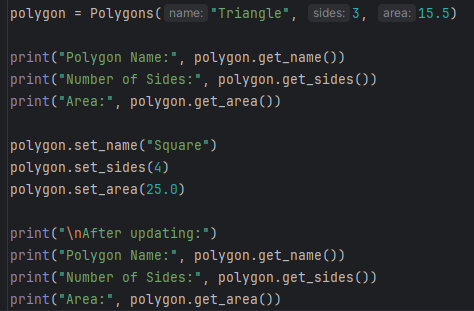 polygon = Polygons( name: "Triangle", sides: 3, area: 15.5)
print("Polygon Name:", polygon.get_name())
print("Number of Sides:", polygon.get_sides())
print("Area:", polygon.get_area())
polygon.set_name("Square")
polygon.set_sides(4)
polygon.set_area(25.0)
print("\nAfter updating:")
print("Polygon Name:", polygon.get_name())
print("Number of Sides:", polygon.get_sides())
print("Area:", polygon.get_area())